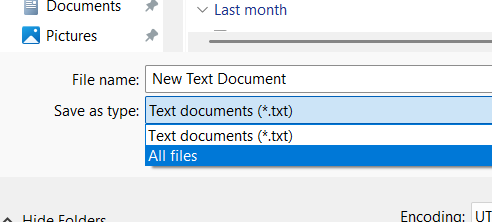 Documents
Last month
Pictures
File name: New Text Document
Save as type: Text documents (*.txt)
Text documents (*.txt)
All files
Hide Folders
Encoding: UT